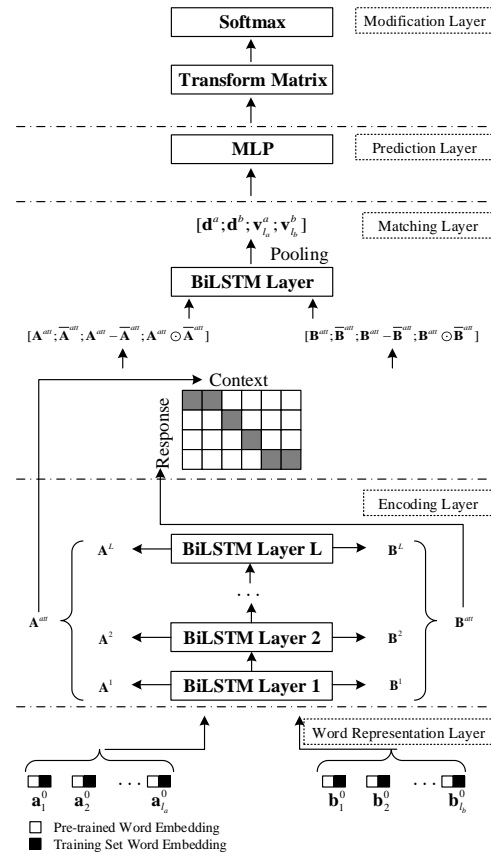 Softmax
Modification Layer
Transform Matrix
MLP
Prediction Layer
[d^a; d^b; v^a_{l_a}; v^b_{l_b}]
Matching Layer
Pooling
BiLSTM Layer
[A^{att}; A̅^{att}; A^{att} − A̅^{att}; A^{att} ⊙ A̅^{att}]
[B^{att}; B̅^{att}; B^{att} − B̅^{att}; B^{att} ⊙ B̅^{att}]
Context
Response
Encoding Layer
A^L
BiLSTM Layer L
B^L
...
A^{att}
B^{att}
A^2
BiLSTM Layer 2
B^2
A^1
BiLSTM Layer 1
B^1
Word Representation Layer
a^0_1 a^0_2 ... a^0_{l_a}
b^0_1 b^0_2 ... b^0_{l_b}
Pre-trained Word Embedding
Training Set Word Embedding